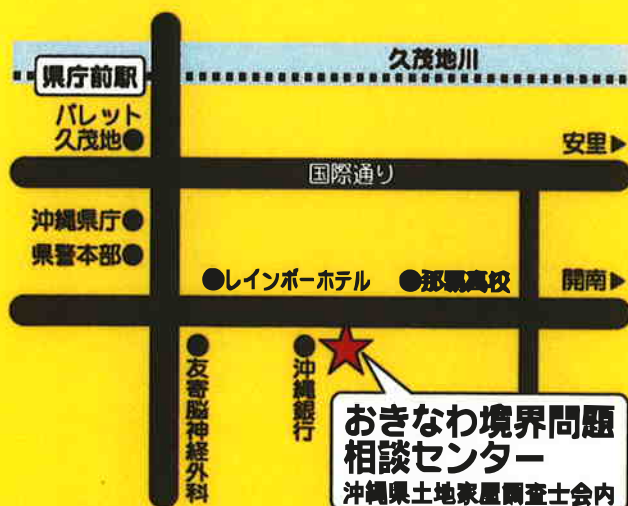 久茂地川
県庁前駅
パレット
久茂地●
安里▶
国際通り
沖縄県庁●
県警本部●
●レインボーホテル
●那覇高校
開南▶
●友寄脳神経外科
●沖縄銀行
おきなわ境界問題
相談センター
沖縄県土地家屋調査士会内